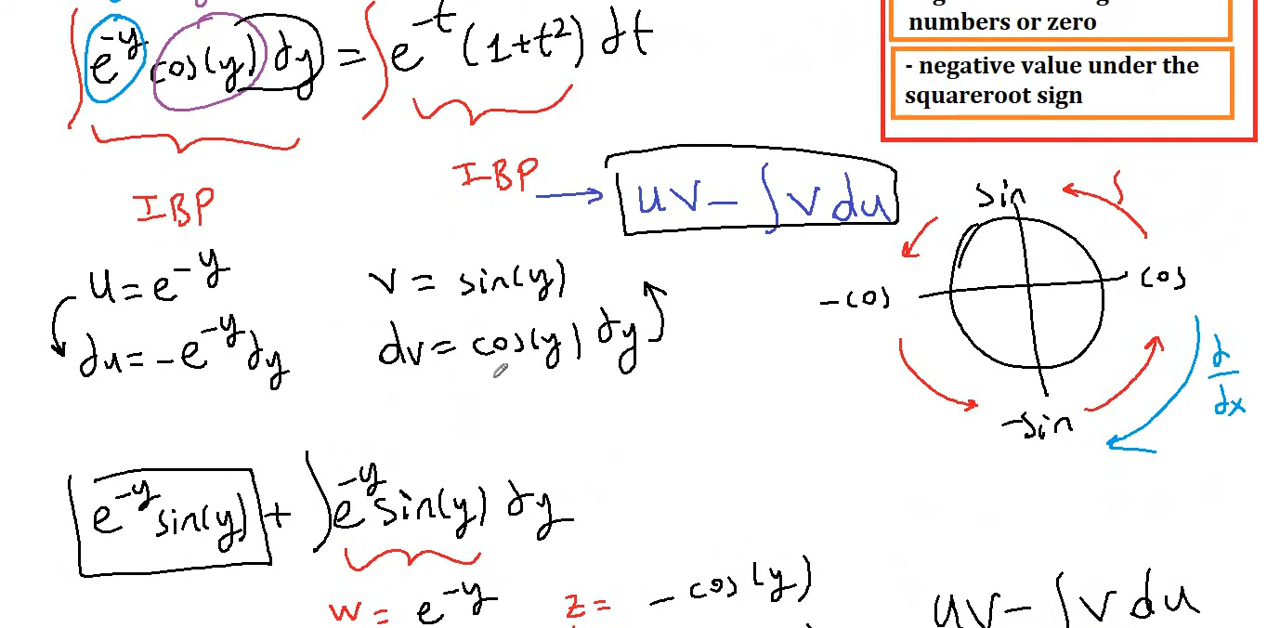 ∫ e^-y cos(y) dy = ∫ e^-t (1+t²) dt
numbers or zero
- negative value under the
squareroot sign
IBP
IBP → uv - ∫ v du
sin
∫
-cos
cos
-sin
d/dx
u = e^-y
v = sin(y)
du = -e^-y dy
dv = cos(y) dy
e^-y sin(y) + ∫ e^-y sin(y) dy
w = e^-y
z = - cos(y)
uv - ∫ v du